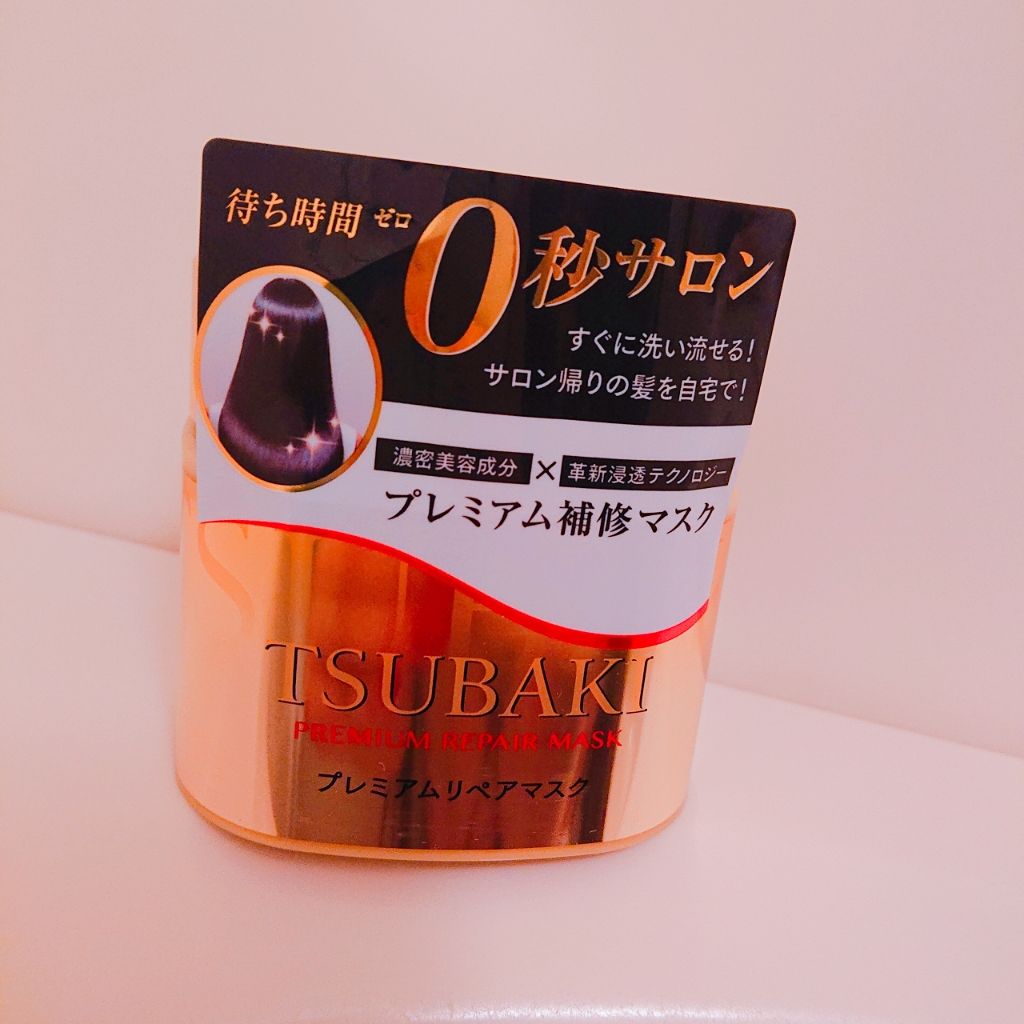 待ち時間 ゼロ 0秒サロン
すぐに洗い流せる!
サロン帰りの髪を自宅で!
濃密美容成分 × 革新浸透テクノロジー
プレミアム補修マスク
TSUBAKI
PREMIUM REPAIR MASK
プレミアムリペアマスク